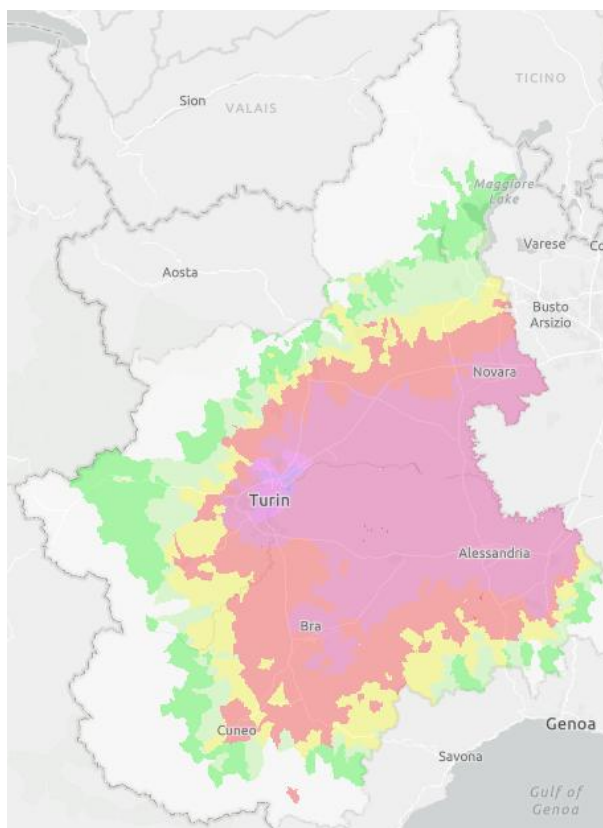 TICINO
Sion
VALAIS
Maggiore
Lake
Varese
Co
Aosta
Busto
Arsizio
Novara
Turin
Alessandria
Bra
Cuneo
Genoa
Savona
Gulf of
Genoa